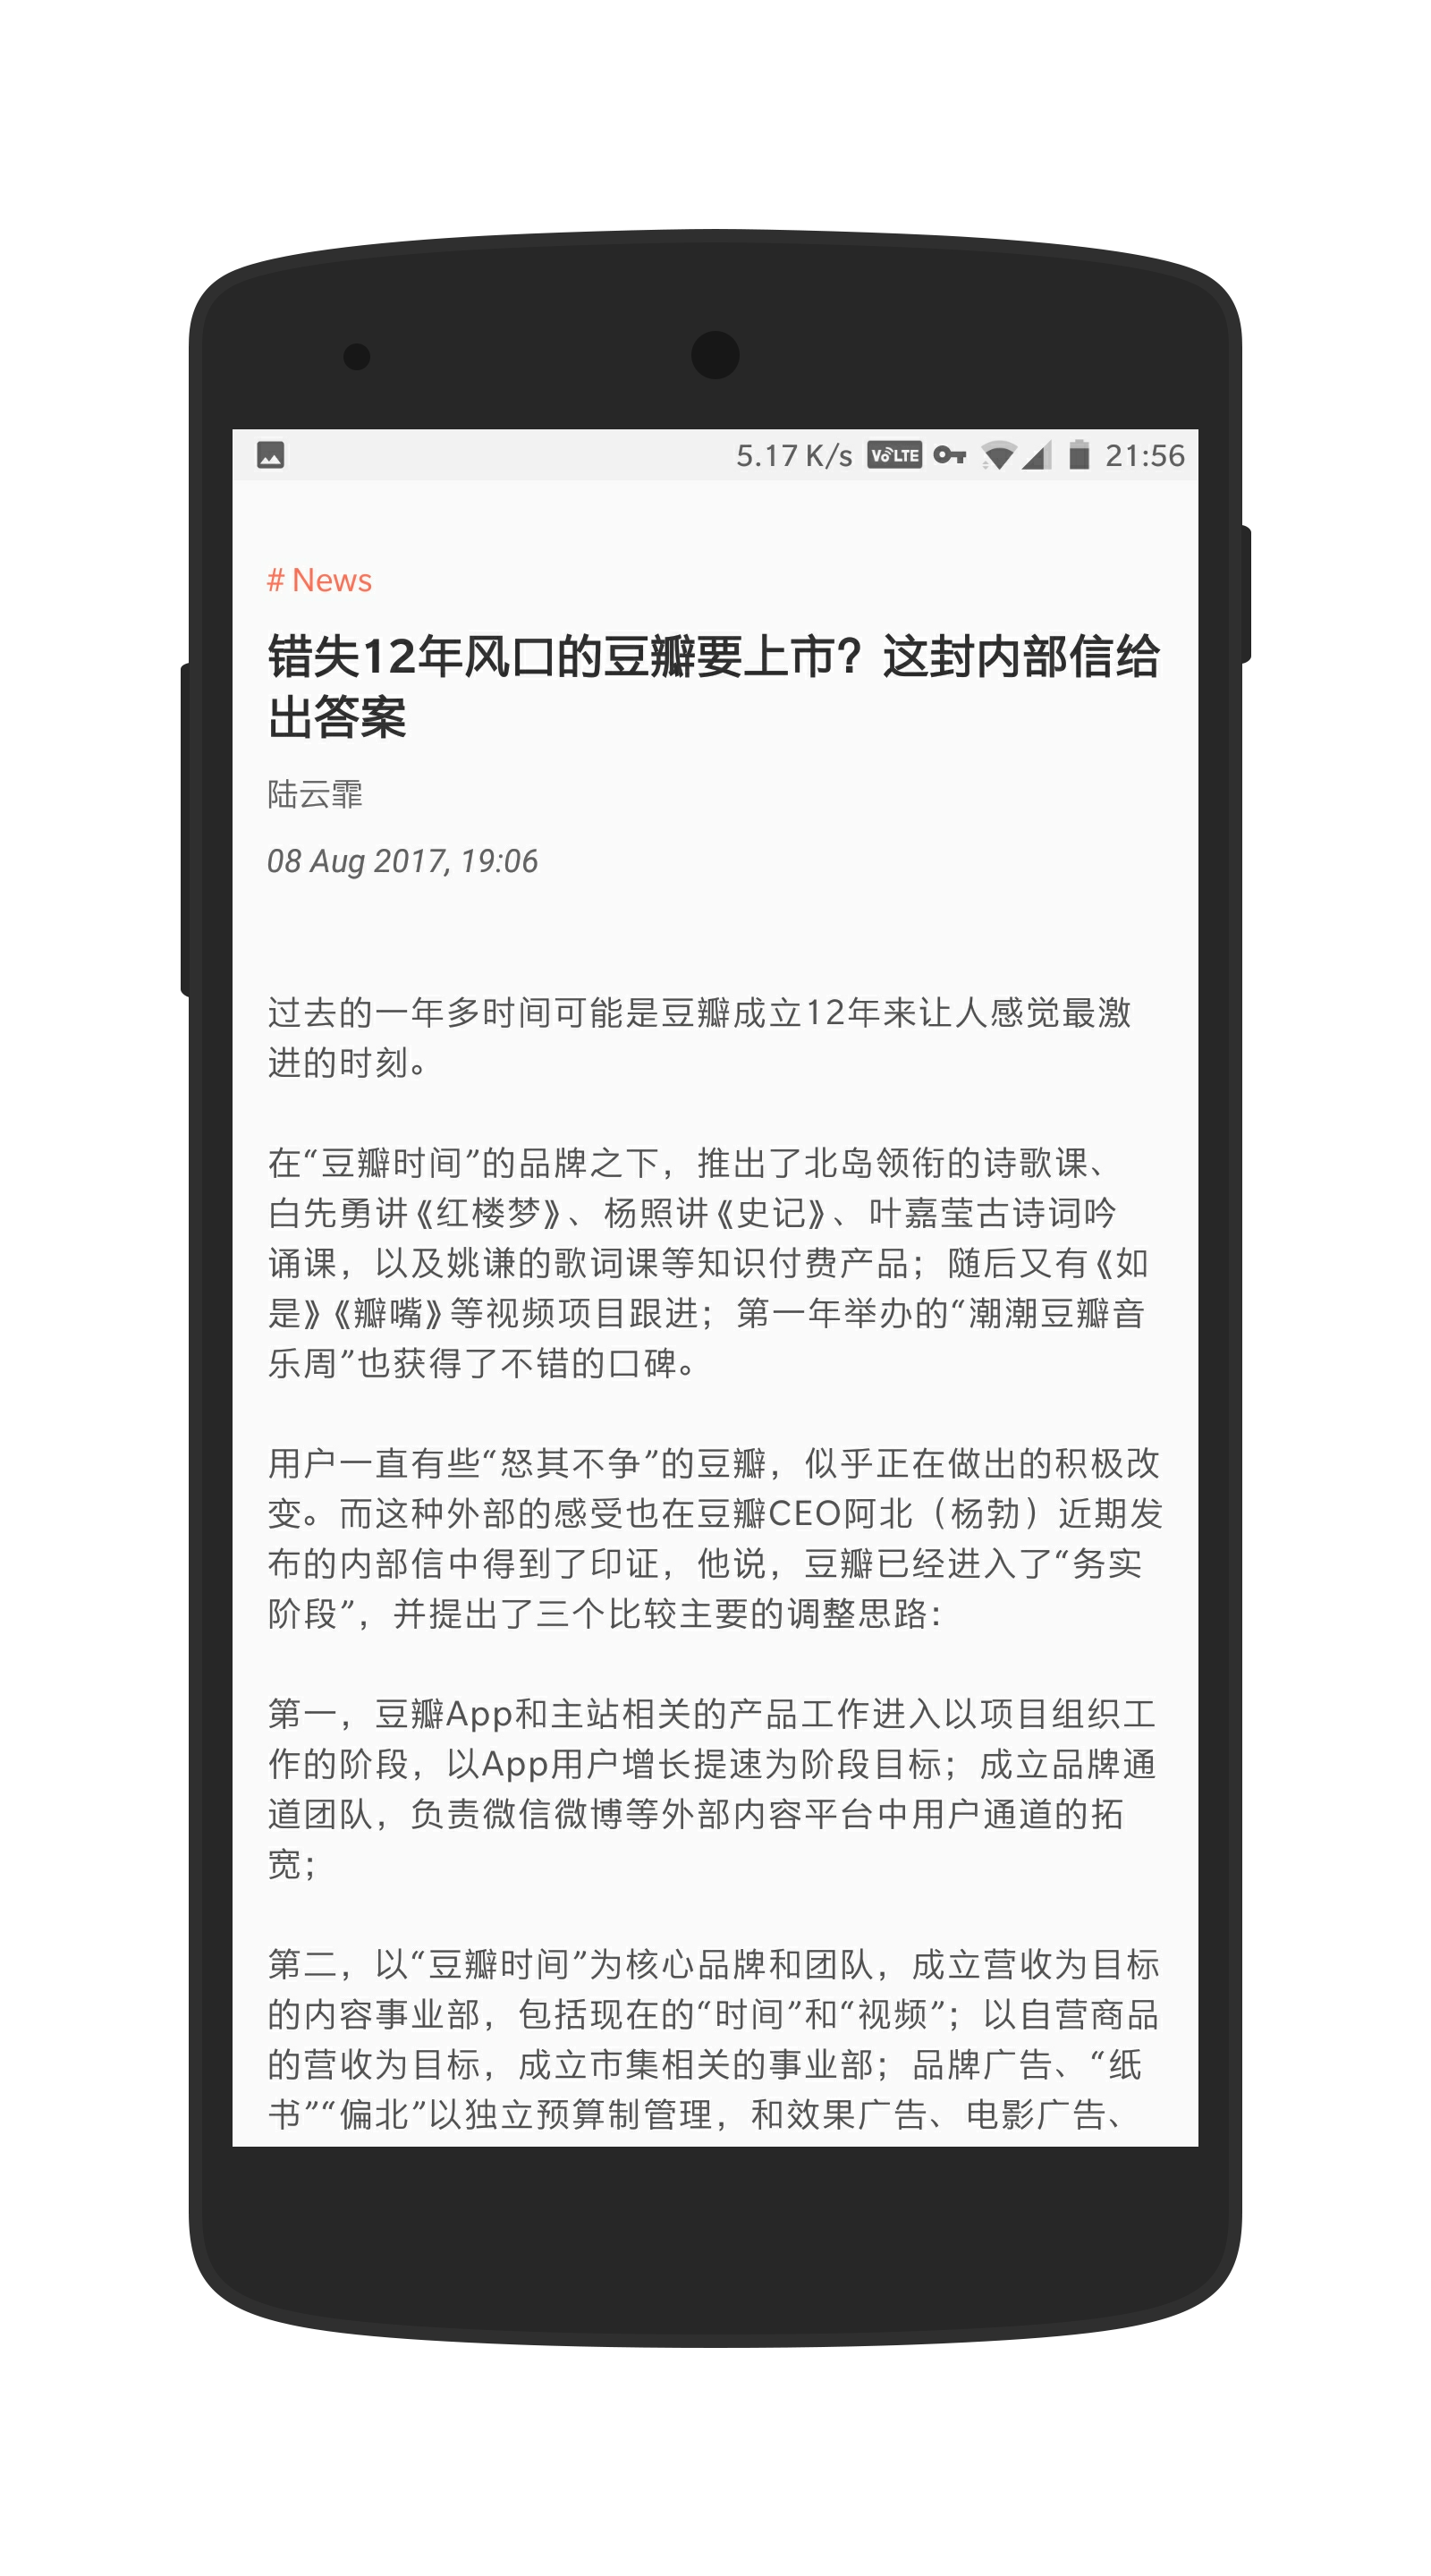 5.17 K/s VoLTE 21:56
# News
错失12年风口的豆瓣要上市？这封内部信给
出答案
陆云霏
08 Aug 2017, 19:06
过去的一年多时间可能是豆瓣成立12年来让人感觉最激
进的时刻。
在“豆瓣时间”的品牌之下，推出了北岛领衔的诗歌课、
白先勇讲《红楼梦》、杨照讲《史记》、叶嘉莹古诗词吟
诵课，以及姚谦的歌词课等知识付费产品；随后又有《如
是》《瓣嘴》等视频项目跟进；第一年举办的“潮潮豆瓣音
乐周”也获得了不错的口碑。
用户一直有些“怒其不争”的豆瓣，似乎正在做出的积极改
变。而这种外部的感受也在豆瓣CEO阿北（杨勃）近期发
布的内部信中得到了印证，他说，豆瓣已经进入了“务实
阶段”，并提出了三个比较主要的调整思路：
第一，豆瓣App和主站相关的产品工作进入以项目组织工
作的阶段，以App用户增长提速为阶段目标；成立品牌通
道团队，负责微信微博等外部内容平台中用户通道的拓
宽；
第二，以“豆瓣时间”为核心品牌和团队，成立营收为目标
的内容事业部，包括现在的“时间”和“视频”；以自营商品
的营收为目标，成立市集相关的事业部；品牌广告、“纸
书”“偏北”以独立预算制管理，和效果广告、电影广告、